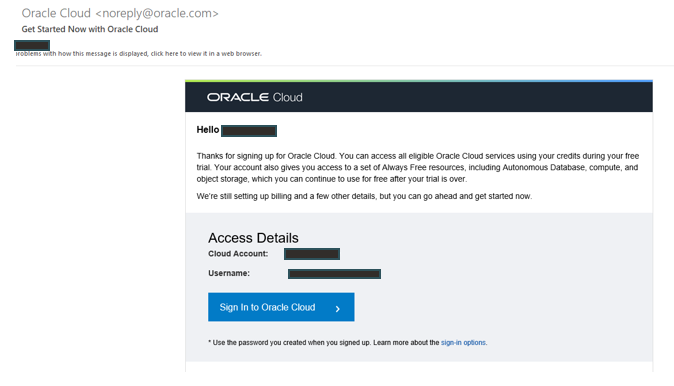 Oracle Cloud <noreply@oracle.com>
Get Started Now with Oracle Cloud
Problems with how this message is displayed, click here to view it in a web browser.
ORACLE Cloud
Hello
Thanks for signing up for Oracle Cloud. You can access all eligible Oracle Cloud services using your credits during your free
trial. Your account also gives you access to a set of Always Free resources, including Autonomous Database, compute, and
object storage, which you can continue to use for free after your trial is over.
We're still setting up billing and a few other details, but you can go ahead and get started now.
Access Details
Cloud Account:
Username:
Sign In to Oracle Cloud >
* Use the password you created when you signed up. Learn more about the sign-in options.